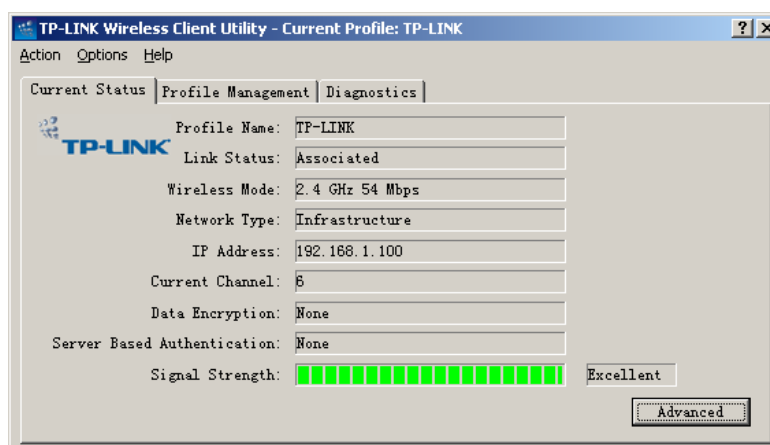 TP-LINK Wireless Client Utility - Current Profile: TP-LINK ? X
Action Options Help
Current Status Profile Management Diagnostics
TP-LINK
Profile Name: TP-LINK
Link Status: Associated
Wireless Mode: 2.4 GHz 54 Mbps
Network Type: Infrastructure
IP Address: 192.168.1.100
Current Channel: 6
Data Encryption: None
Server Based Authentication: None
Signal Strength: Excellent
Advanced